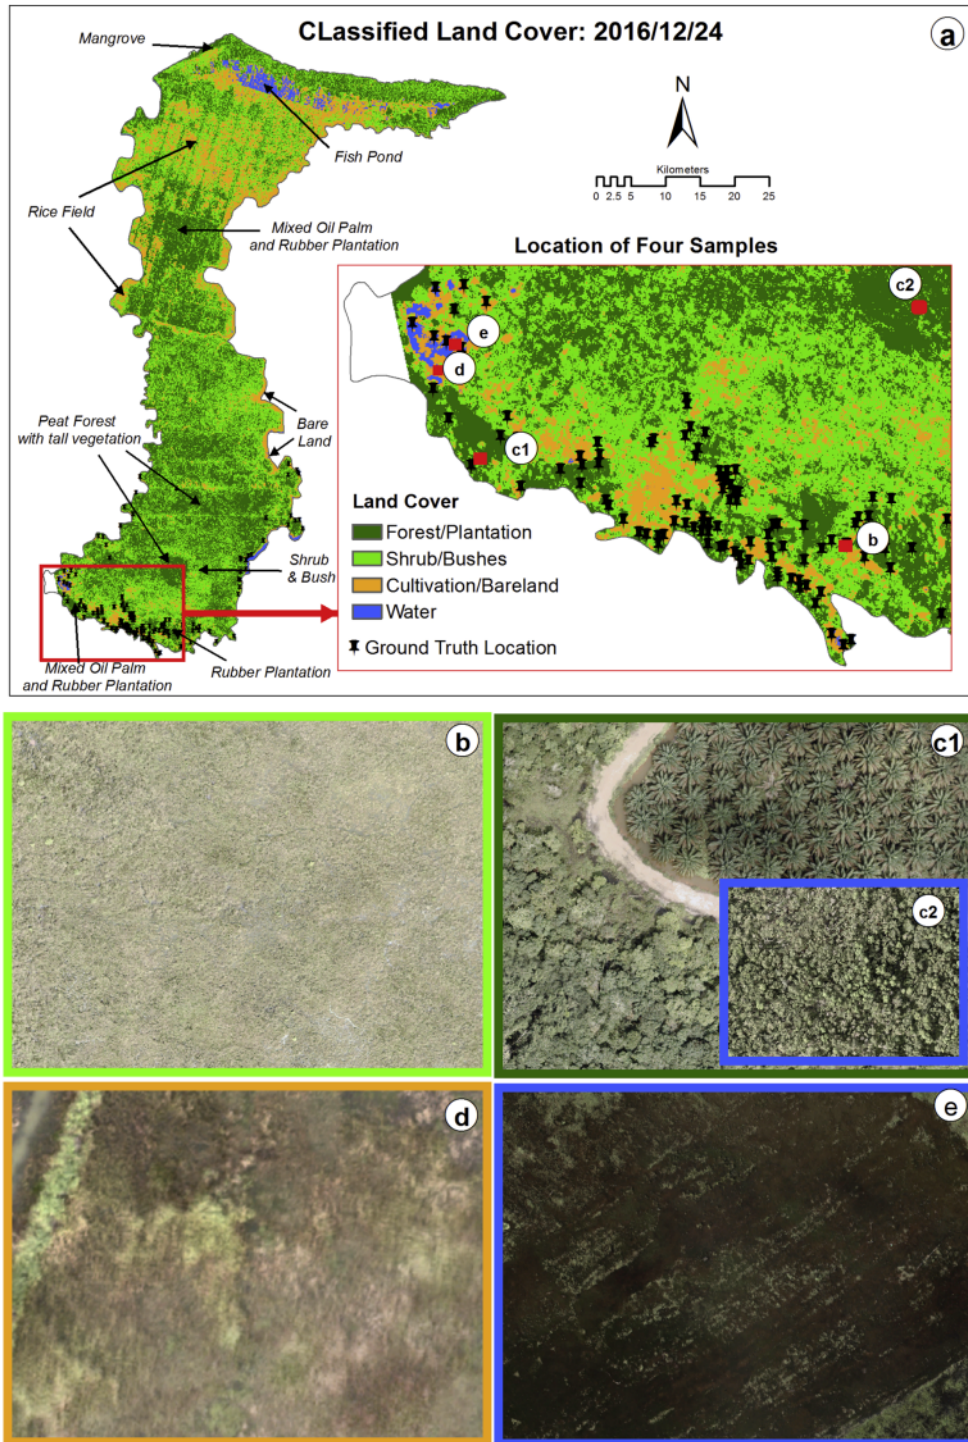 CLassified Land Cover: 2016/12/24
a
Mangrove
N
Fish Pond
Kilometers
0 2.5 5 10 15 20 25
Rice Field
Mixed Oil Palm
and Rubber Plantation
Location of Four Samples
c2
e
d
Peat Forest
with tall vegetation
Bare
Land
c1
Land Cover
Forest/Plantation
Shrub/Bushes
Cultivation/Bareland
Water
Ground Truth Location
b
Shrub
& Bush
Mixed Oil Palm
and Rubber Plantation
Rubber Plantation
b
c1
c2
d
e